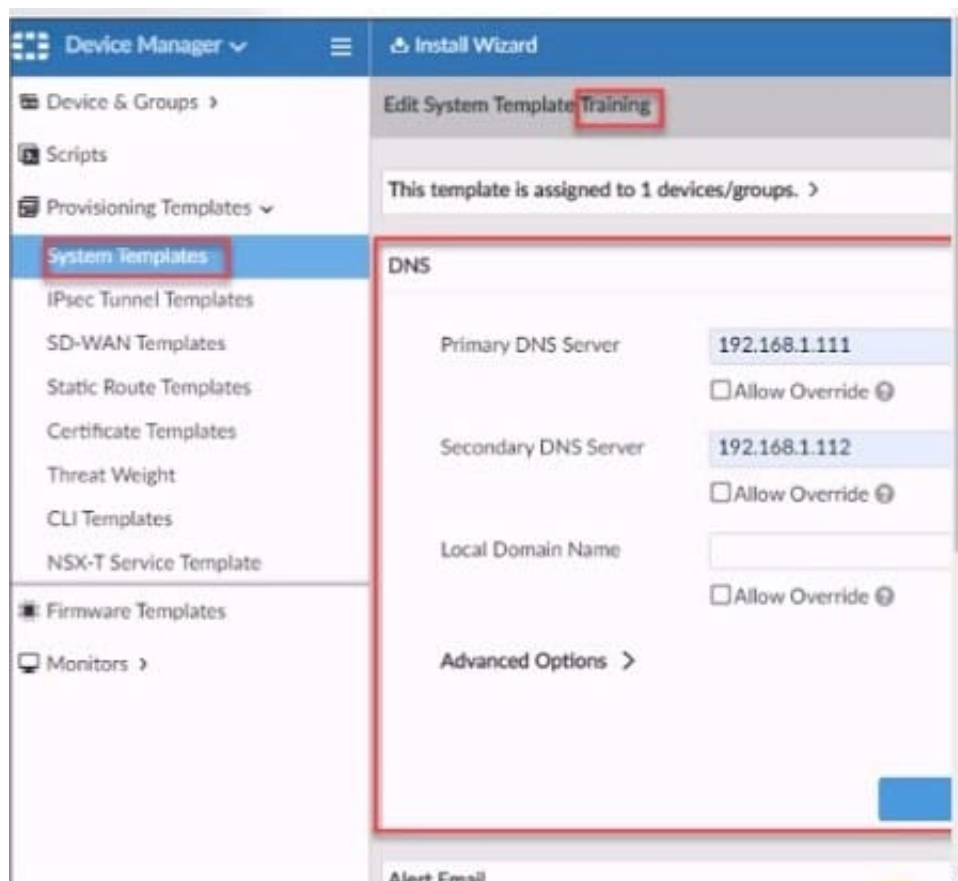 Device Manager
Install Wizard
Device & Groups
Scripts
Provisioning Templates
System Templates
IPsec Tunnel Templates
SD-WAN Templates
Static Route Templates
Certificate Templates
Threat Weight
CLI Templates
NSX-T Service Template
Firmware Templates
Monitors
Edit System Template Training
This template is assigned to 1 devices/groups.
DNS
Primary DNS Server 192.168.1.111
Allow Override
Secondary DNS Server 192.168.1.112
Allow Override
Local Domain Name
Allow Override
Advanced Options
Alert Email